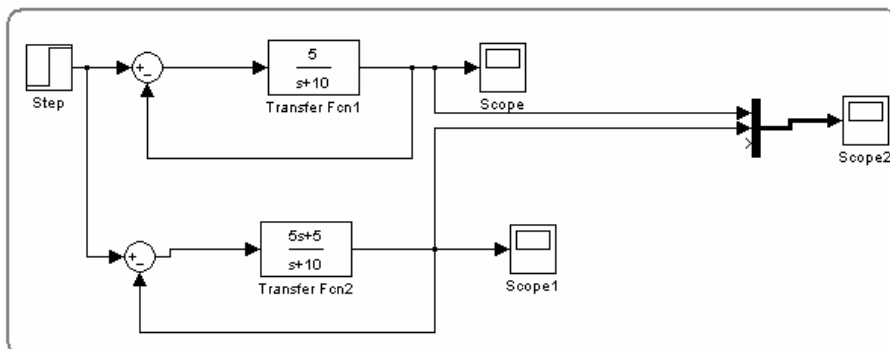 Step
+
−
5
s+10
Transfer Fcn1
Scope
Scope2
+
−
5s+5
s+10
Transfer Fcn2
Scope1